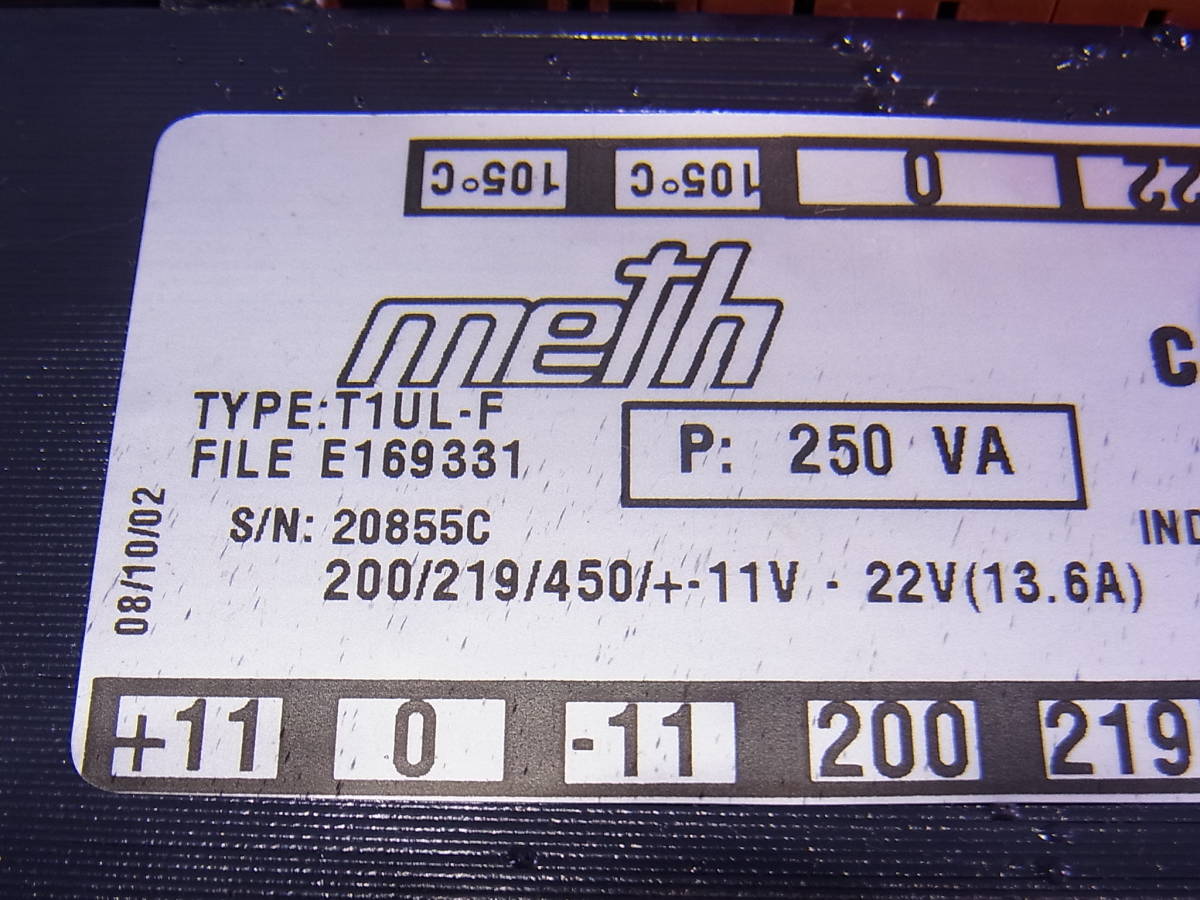 105°C 105°C 0 22
meth
TYPE:T1UL-F
FILE E169331
P: 250 VA
S/N: 20855C
200/219/450/+-11V - 22V(13.6A)
08/10/02
+11 0 -11 200 219